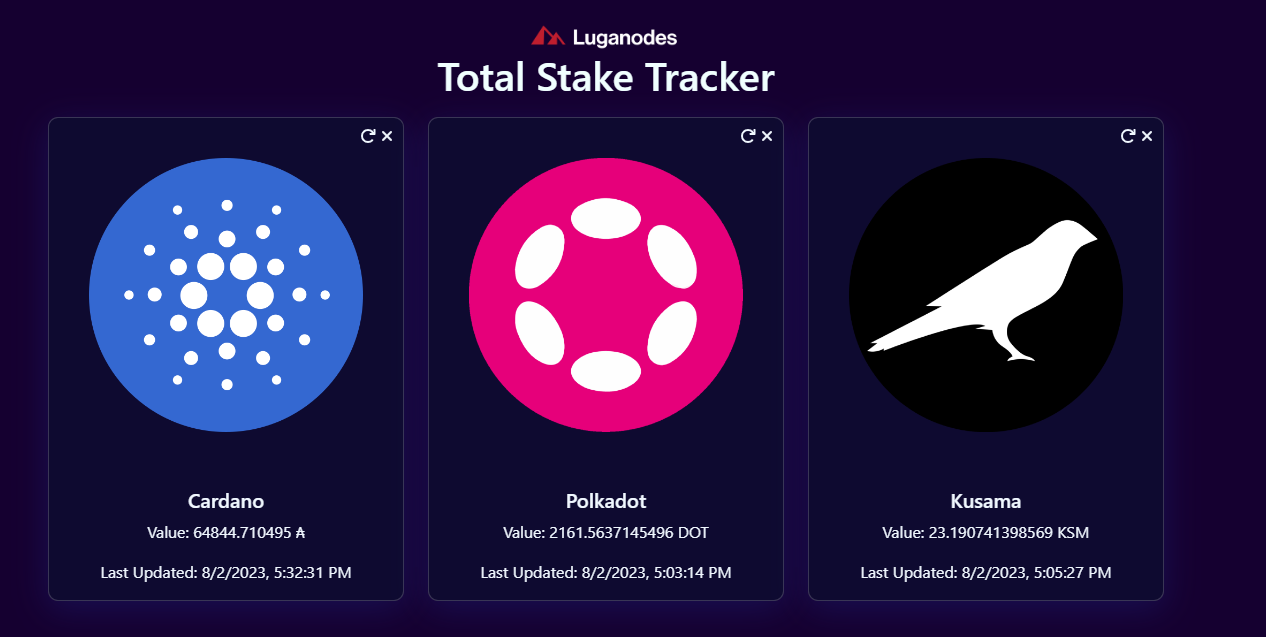 Luganodes
Total Stake Tracker
Cardano
Value: 64844.710495 ₳
Last Updated: 8/2/2023, 5:32:31 PM
Polkadot
Value: 2161.5637145496 DOT
Last Updated: 8/2/2023, 5:03:14 PM
Kusama
Value: 23.190741398569 KSM
Last Updated: 8/2/2023, 5:05:27 PM